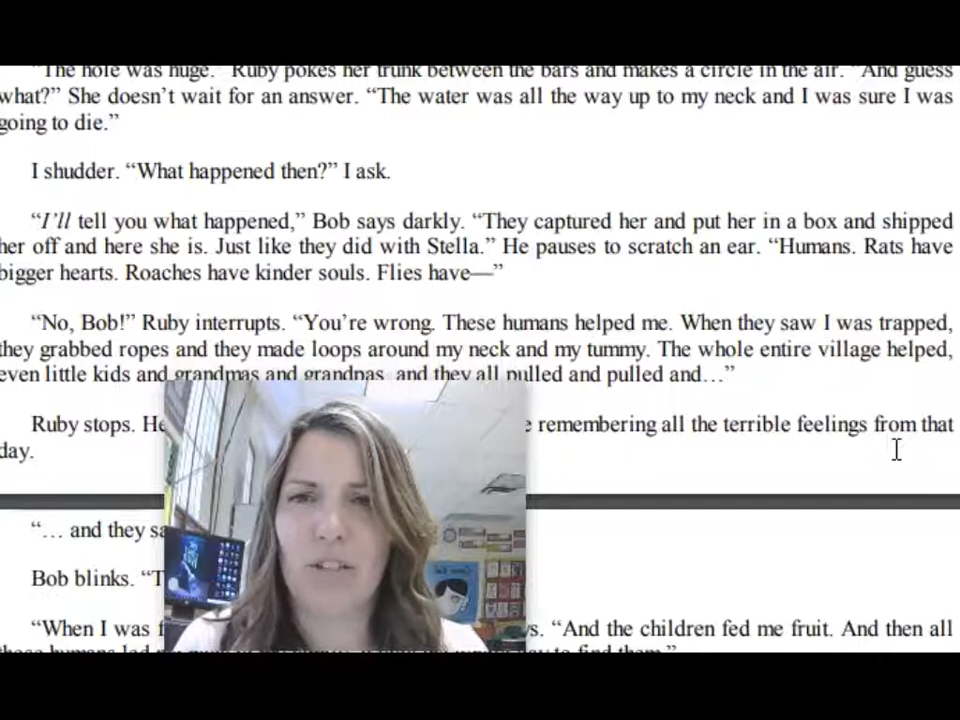 "The hole was huge." Ruby pokes her trunk between the bars and makes a circle in the air. "And guess
what?" She doesn't wait for an answer. "The water was all the way up to my neck and I was sure I was
going to die."
I shudder. "What happened then?" I ask.
"I'll tell you what happened," Bob says darkly. "They captured her and put her in a box and shipped
her off and here she is. Just like they did with Stella." He pauses to scratch an ear. "Humans. Rats have
bigger hearts. Roaches have kinder souls. Flies have—"
"No, Bob!" Ruby interrupts. "You're wrong. These humans helped me. When they saw I was trapped,
they grabbed ropes and they made loops around my neck and my tummy. The whole entire village helped,
even little kids and grandmas and grandpas, and they all pulled and pulled and…"
Ruby stops. remembering all the terrible feelings from that
day.
"… and they
Bob blinks.
"When I was "And the children fed me fruit. And then all